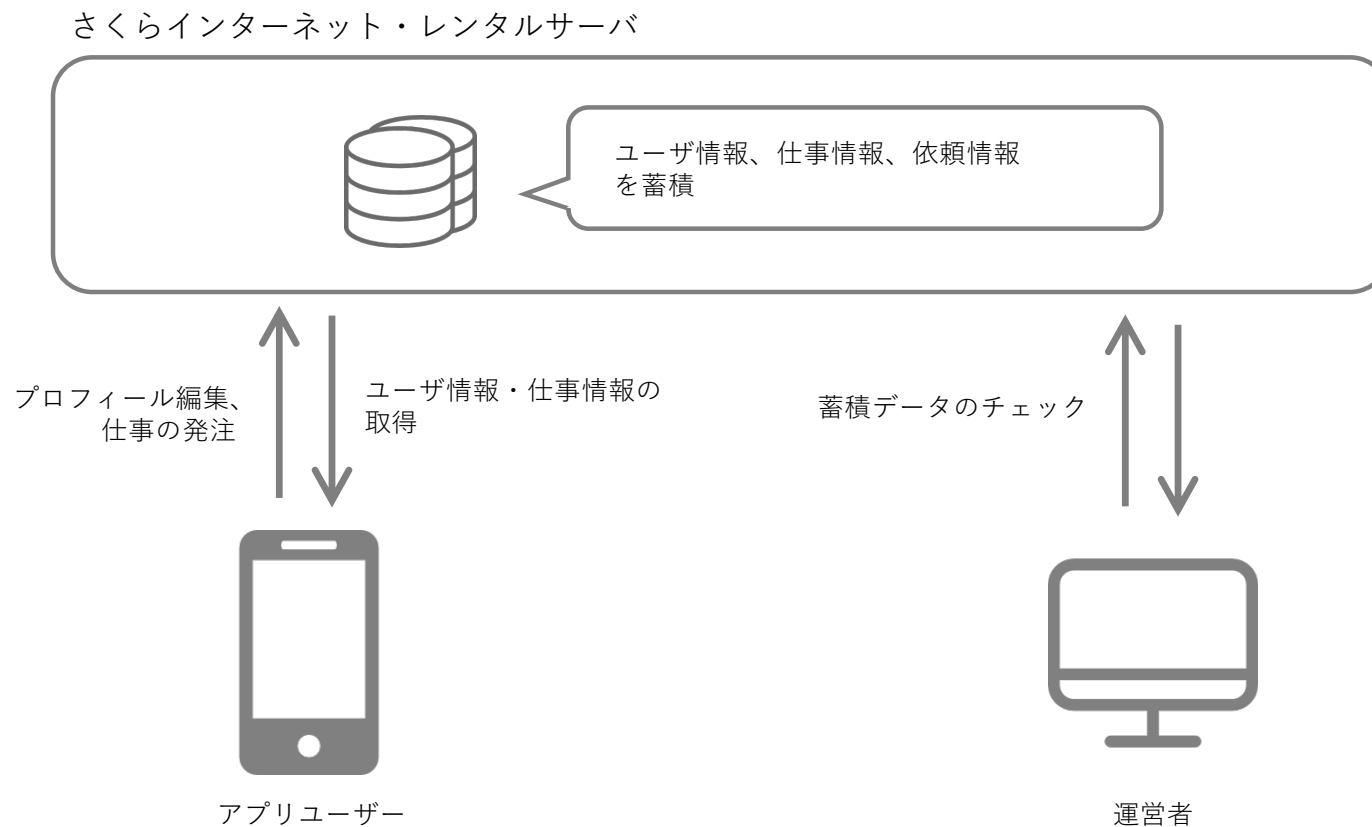 さくらインターネット・レンタルサーバ
ユーザ情報、仕事情報、依頼情報
を蓄積
プロフィール編集、
仕事の発注
ユーザ情報・仕事情報の
取得
蓄積データのチェック
アプリユーザー
運営者